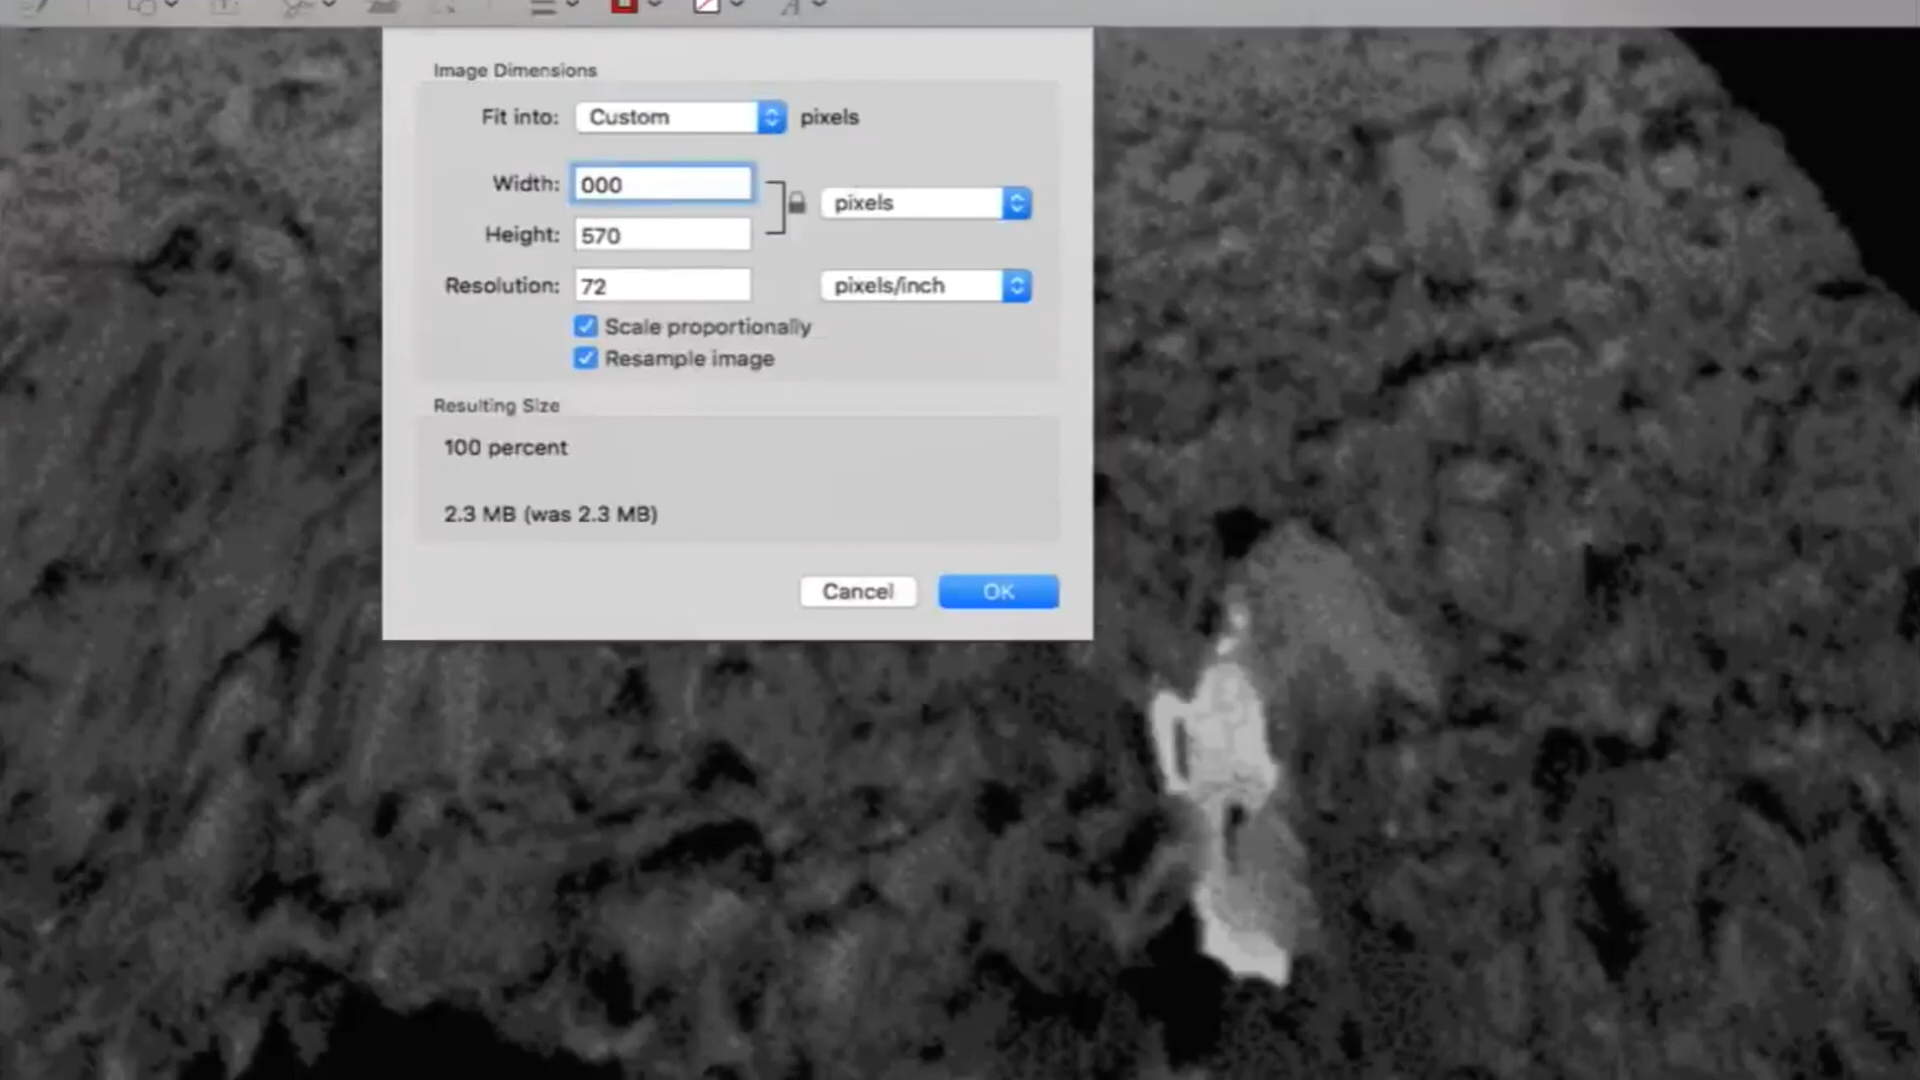 Image Dimensions
Fit into: Custom pixels
Width: 000
pixels
Height: 570
Resolution: 72 pixels/inch
Scale proportionally
Resample image
Resulting Size
100 percent
2.3 MB (was 2.3 MB)
Cancel OK